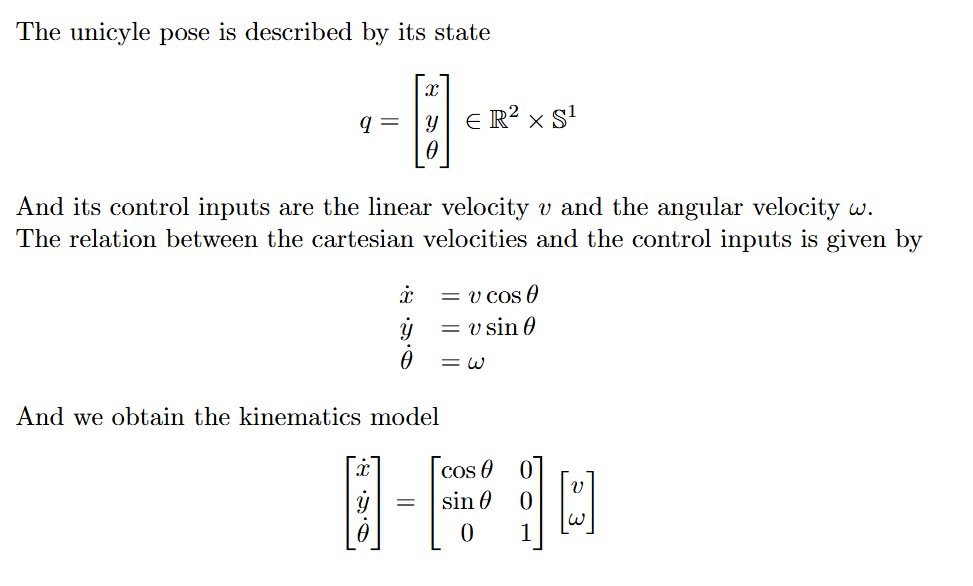 The unicyle pose is described by its state
q = [x y θ] ∈ ℝ² × 𝕊¹
And its control inputs are the linear velocity v and the angular velocity ω.
The relation between the cartesian velocities and the control inputs is given by
ẋ = v cos θ
ẏ = v sin θ
θ̇ = ω
And we obtain the kinematics model
[ẋ ẏ θ̇] = [cos θ 0 sin θ 0 0 1] [v ω]